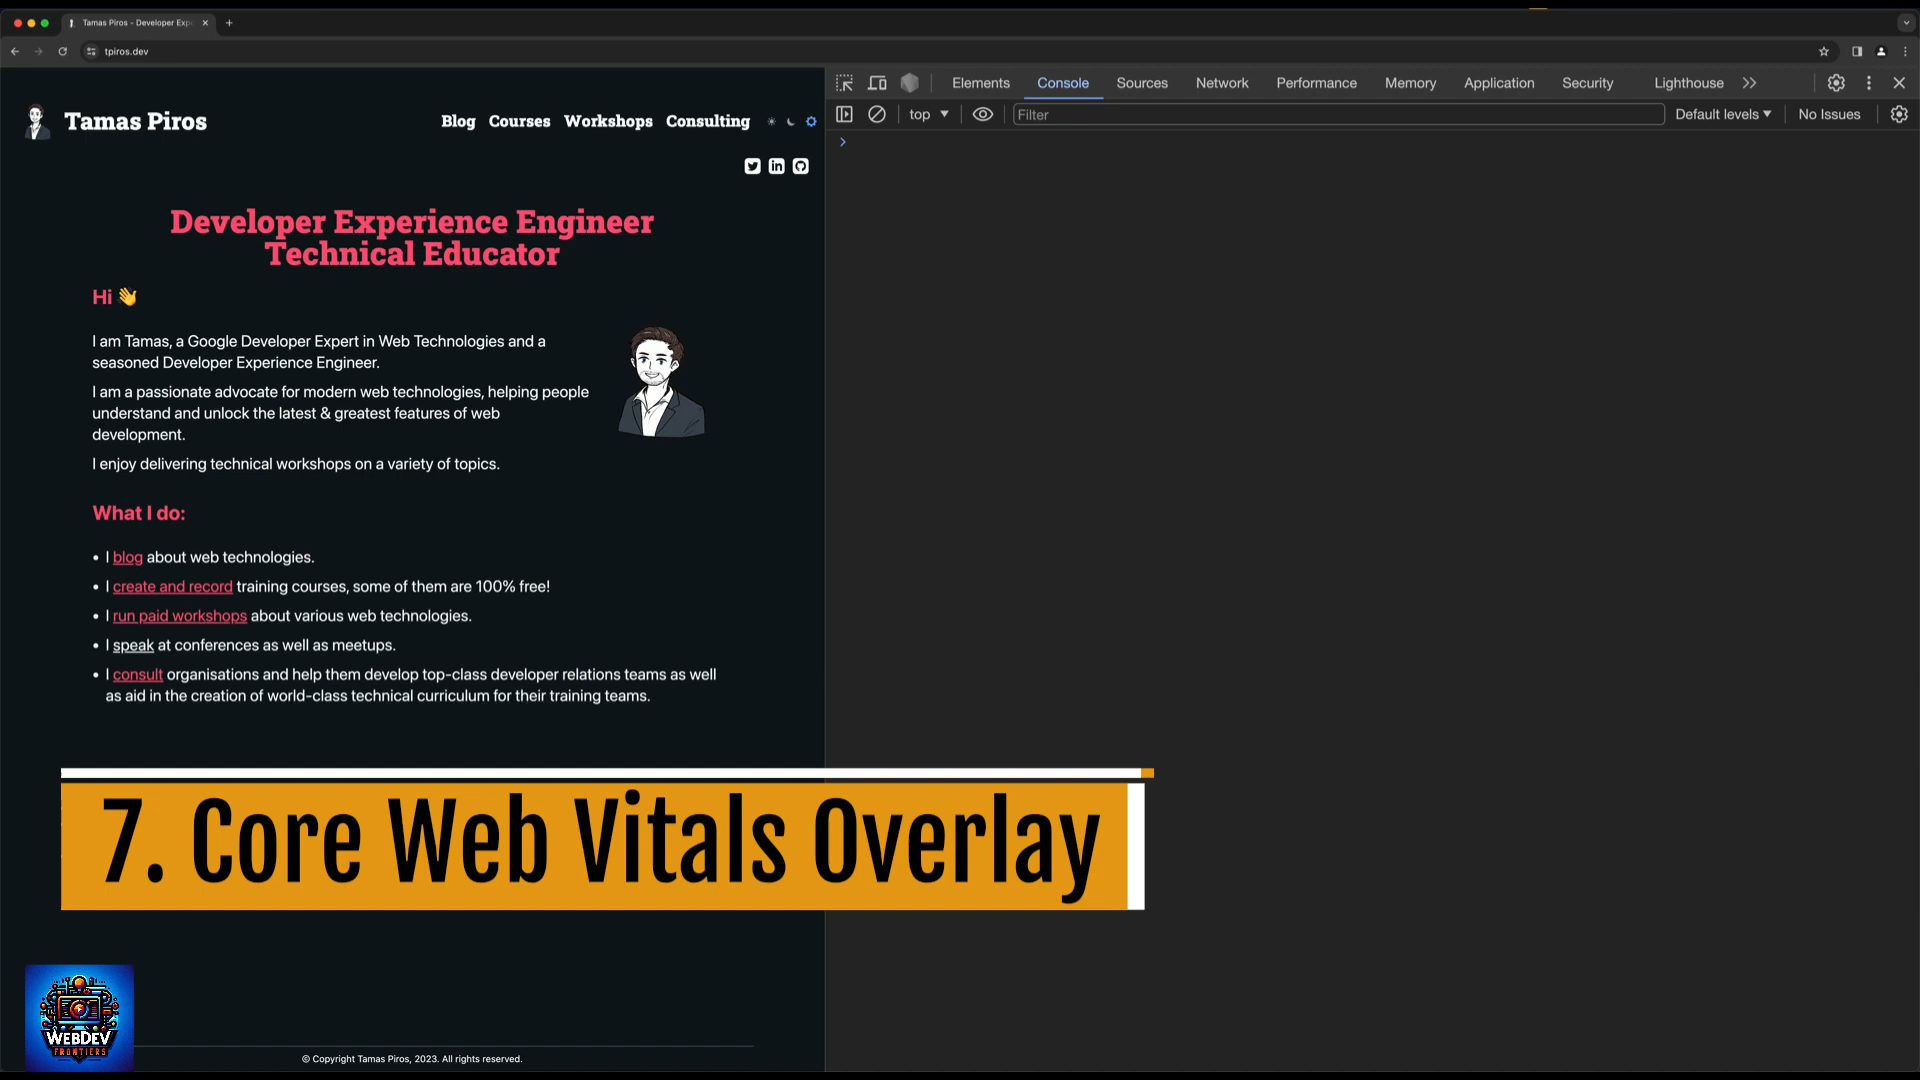 Tamas Piros - Developer Exp
tpiros.dev
Tamas Piros
Blog Courses Workshops Consulting
Developer Experience Engineer
Technical Educator
Hi 👋
I am Tamas, a Google Developer Expert in Web Technologies and a
seasoned Developer Experience Engineer.
I am a passionate advocate for modern web technologies, helping people
understand and unlock the latest & greatest features of web
development.
I enjoy delivering technical workshops on a variety of topics.
What I do:
• I blog about web technologies.
• I create and record training courses, some of them are 100% free!
• I run paid workshops about various web technologies.
• I speak at conferences as well as meetups.
• I consult organisations and help them develop top-class developer relations teams as well
as aid in the creation of world-class technical curriculum for their training teams.
© Copyright Tamas Piros, 2023. All rights reserved.
Elements Console Sources Network Performance Memory Application Security Lighthouse
top Filter Default levels No Issues
7. Core Web Vitals Overlay
WEBDEV
FRONTIERS